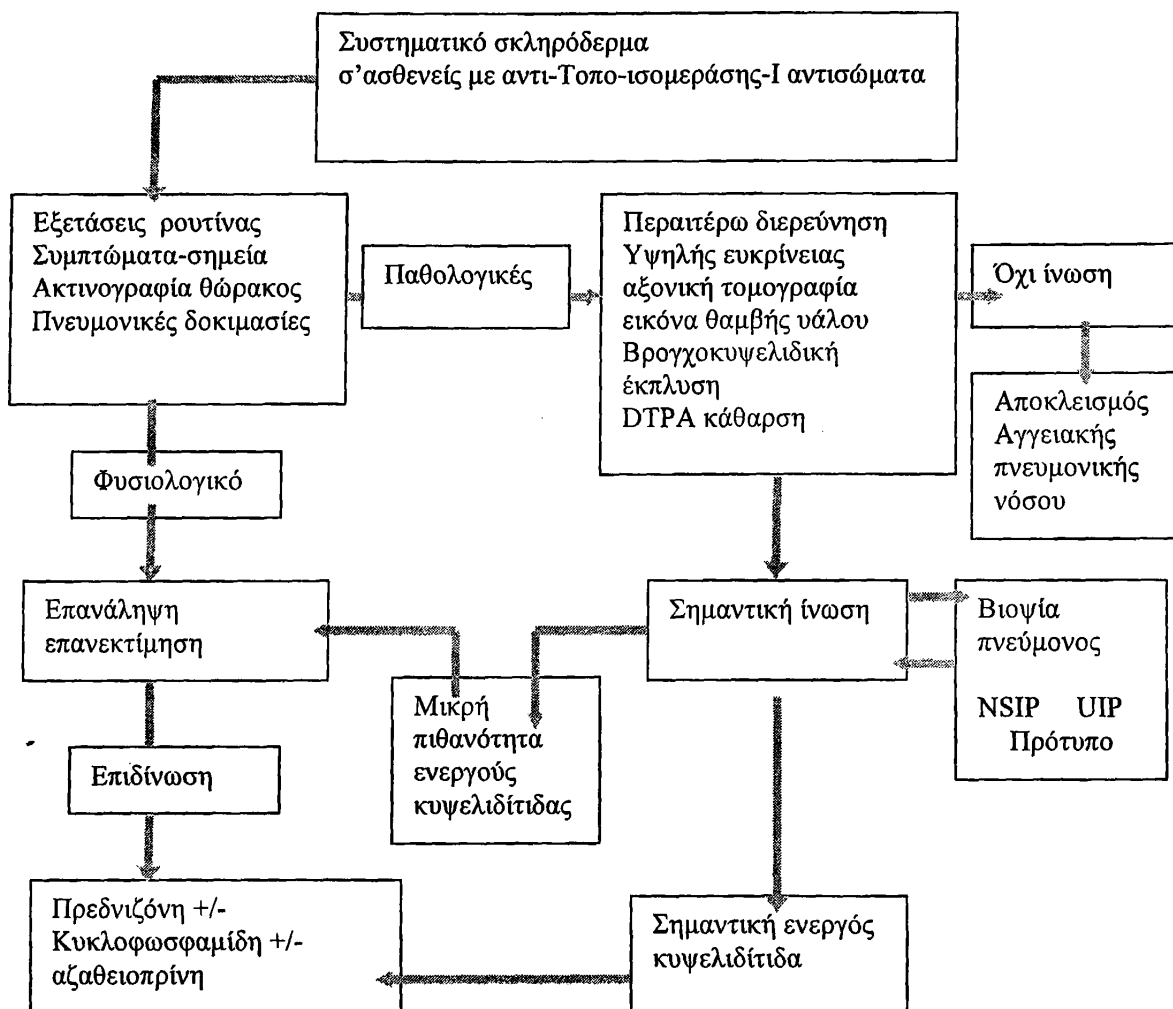 Συστηματικό σκληρόδερμα
σ'ασθενείς με αντι-Τοπο-ισομεράσης-Ι αντισώματα
Εξετάσεις ρουτίνας
Συμπτώματα-σημεία
Ακτινογραφία θώρακος
Πνευμονικές δοκιμασίες
Παθολογικές
Περαιτέρω διερεύνηση
Υψηλής ευκρίνειας
αξονική τομογραφία
εικόνα θαμβής υάλου
Βρογχοκυψελιδική
έκπλυση
DTPA κάθαρση
Όχι ίνωση
Αποκλεισμός
Αγγειακής
πνευμονικής
νόσου
Φυσιολογικό
Επανάληψη
επανεκτίμηση
Σημαντική ίνωση
Βιοψία
πνεύμονος
NSIP UIP
Πρότυπο
Μικρή
πιθανότητα
ενεργούς
κυψελιδίτιδας
Επιδίνωση
Πρεδνιζόνη +/-
Κυκλοφωσφαμίδη +/-
αζαθειοπρίνη
Σημαντική ενεργός
κυψελιδίτιδα